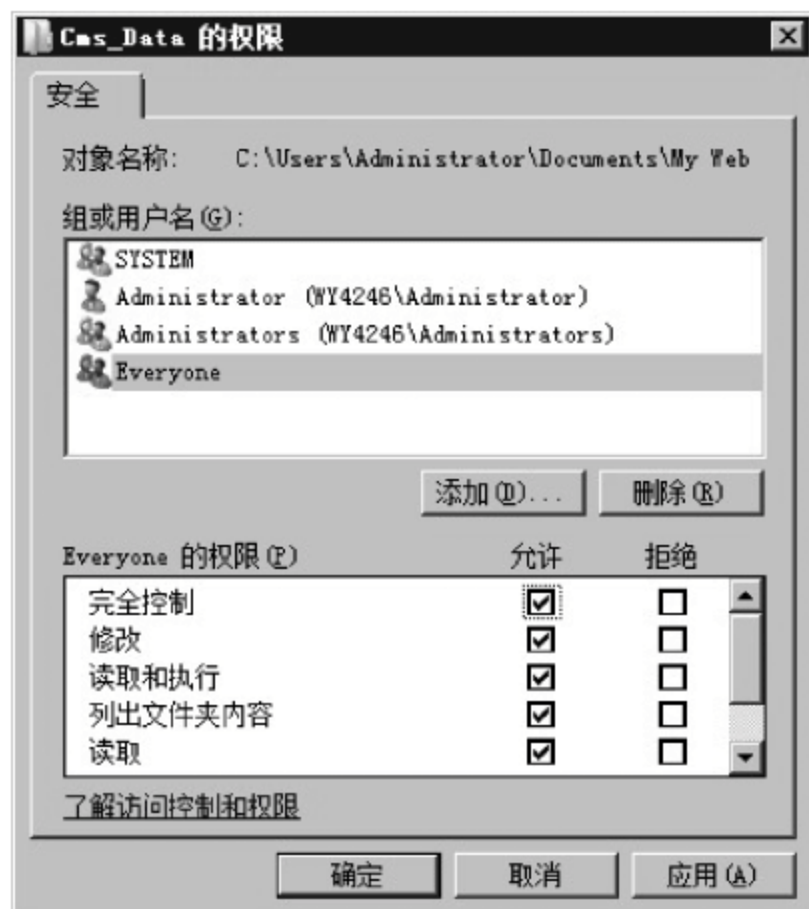 Cms_Data 的权限
安全
对象名称: C:\Users\Administrator\Documents\My Web
组或用户名(G):
SYSTEM
Administrator (WY4246\Administrator)
Administrators (WY4246\Administrators)
Everyone
添加(D)... 删除(R)
Everyone 的权限(P) 允许 拒绝
完全控制
修改
读取和执行
列出文件夹内容
读取
了解访问控制和权限
确定 取消 应用(A)